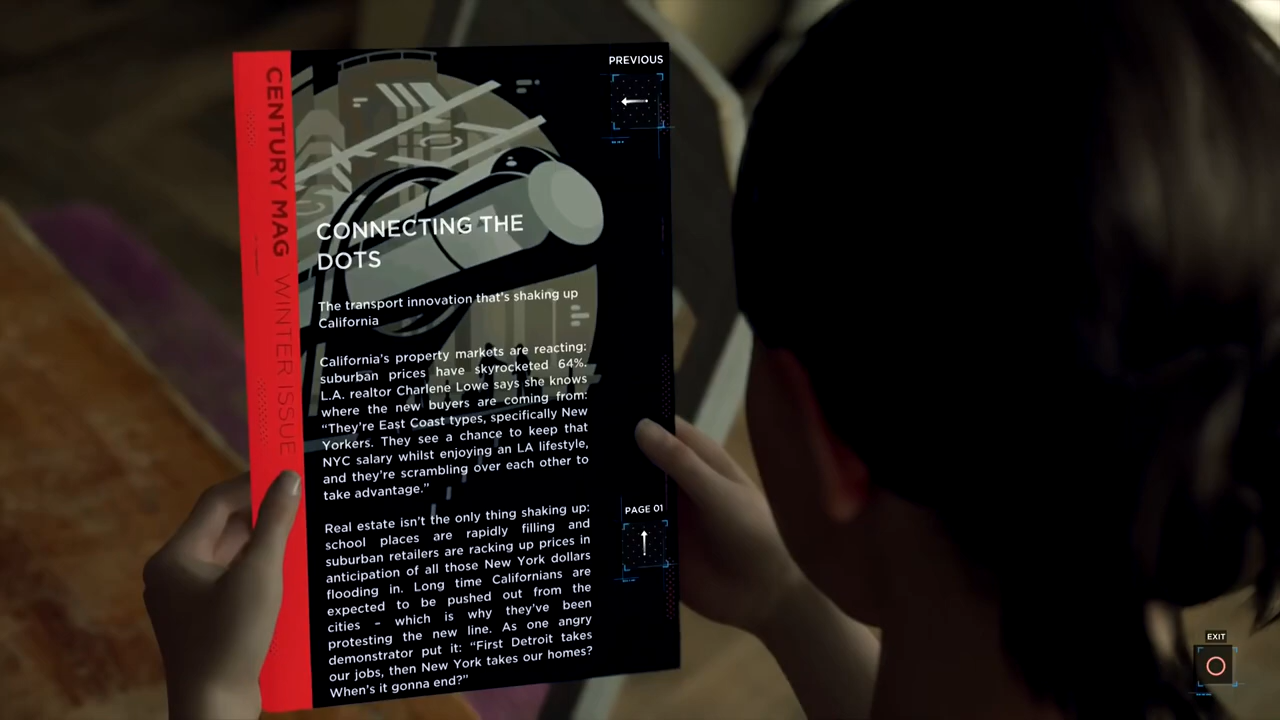 CENTURY MAG WINTER ISSUE
PREVIOUS
CONNECTING THE
DOTS
The transport innovation that's shaking up
California
California's property markets are reacting:
suburban prices have skyrocketed 64%.
L.A. realtor Charlene Lowe says she knows
where the new buyers are coming from:
“They're East Coast types, specifically New
Yorkers. They see a chance to keep that
NYC salary whilst enjoying an LA lifestyle,
and they're scrambling over each other to
take advantage.”
Real estate isn't the only thing shaking up:
school places are rapidly filling and
suburban retailers are racking up prices in
anticipation of all those New York dollars
flooding in. Long time Californians are
expected to be pushed out from the
cities – which is why they've been
protesting the new line. As one angry
demonstrator put it: “First Detroit takes
our jobs, then New York takes our homes?
When's it gonna end?”
PAGE 01
EXIT